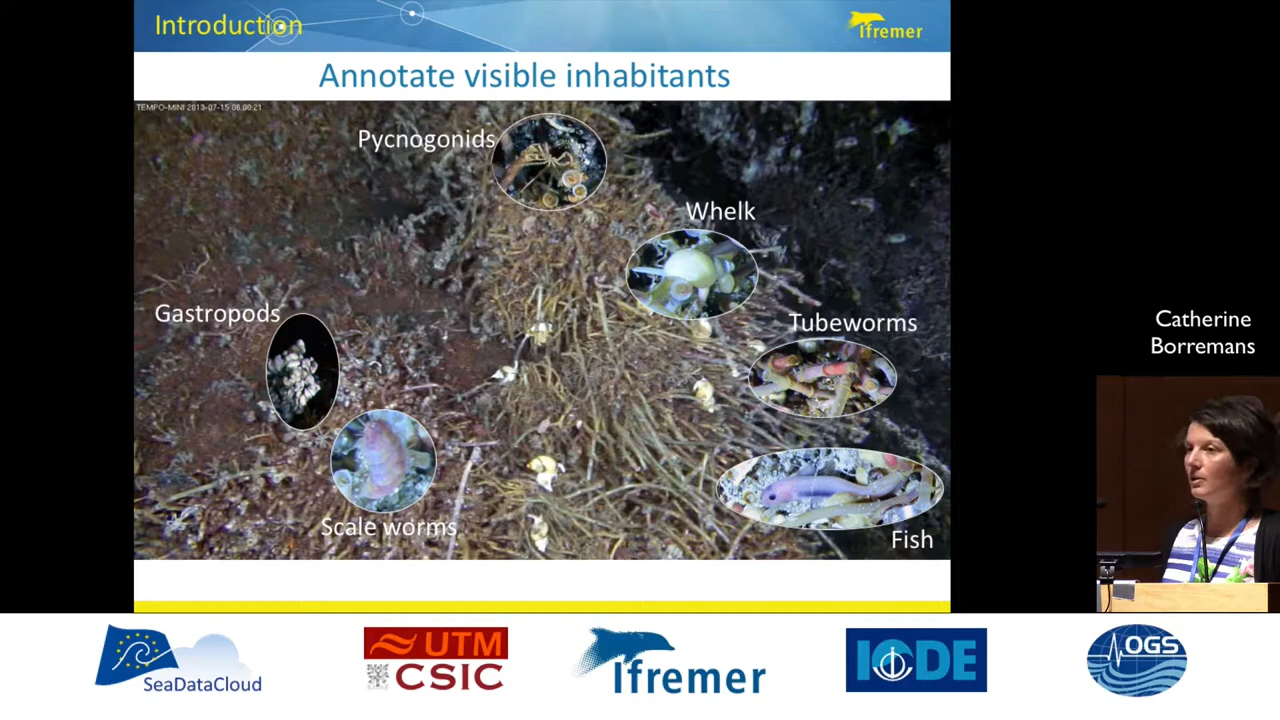 Introduction
Ifremer
Annotate visible inhabitants
TEMPO-MINI 2013-07-15 06:00:21
Pycnogonids
Whelk
Gastropods
Tubeworms
Scale worms
Fish
Catherine
Borremans
SeaDataCloud
UTM
CSIC
Ifremer
IODE
OGS